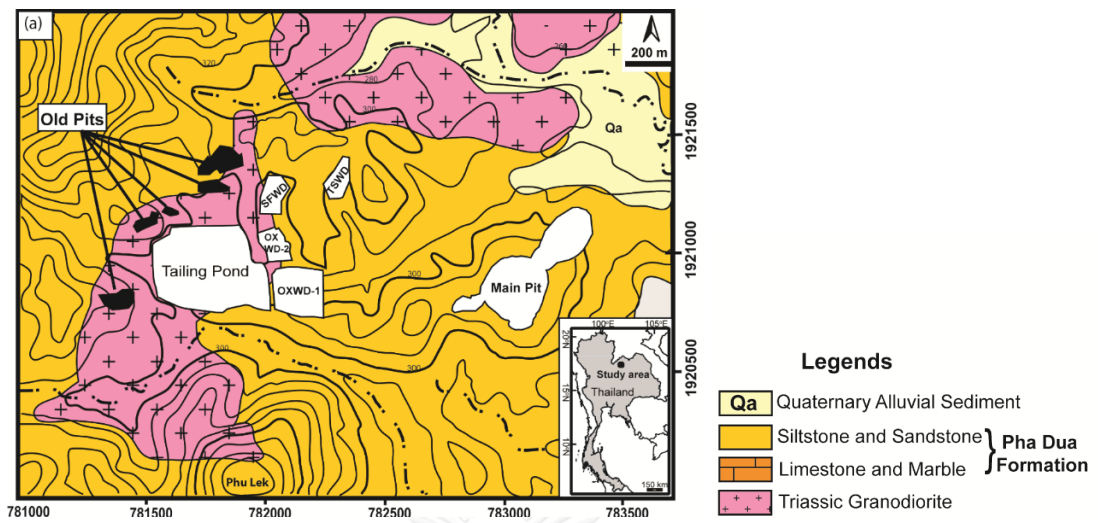 (a)
200 m
320
260
280
300
Old Pits
Qa
1921500
SFWD
TSWD
OX
WD-2
1921000
Tailing Pond
OXWD-1
300
Main Pit
300
300
100°E
105°E
20°N
Study area
Thailand
15°N
10°N
150 km
1920500
Phu Lek
781000
781500
782000
782500
783000
783500
Legends
Qa
Quaternary Alluvial Sediment
Siltstone and Sandstone
Limestone and Marble
Pha Dua
Formation
Triassic Granodiorite